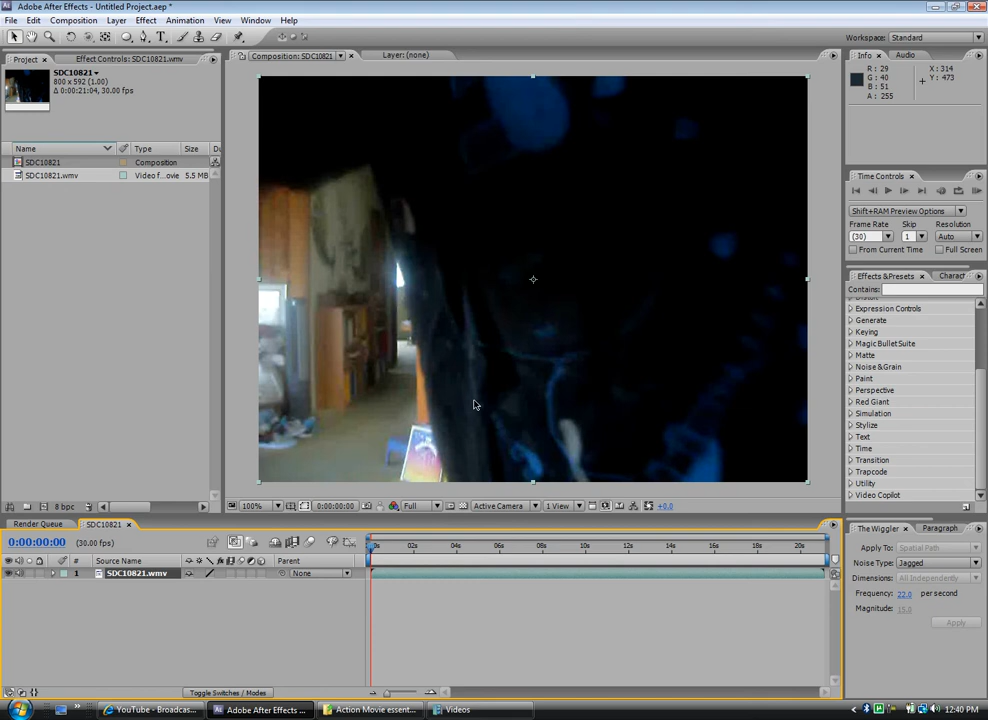 Adobe After Effects - Untitled Project.aep *
File Edit Composition Layer Effect Animation View Window Help
Workspace: Standard
Project Effect Controls: SDC10821.wmv
SDC10821
800 x 592 (1.00)
Δ 0:00:21:04, 30.00 fps
Name Type Size Du
SDC10821 Composition
SDC10821.wmv Video f...ovie 5.5 MB
8 bpc
Composition: SDC10821 Layer: (none)
100% 0:00:00:00 Full Active Camera 1 View +0.0
Info Audio
R : 29
G : 40
B : 51
A : 255
X : 314
Y : 473
Time Controls
Shift+RAM Preview Options
Frame Rate Skip Resolution
(30) 1 Auto
From Current Time Full Screen
Effects & Presets Charact
Contains:
Expression Controls
Generate
Keying
Magic Bullet Suite
Matte
Noise & Grain
Paint
Perspective
Red Giant
Simulation
Stylize
Text
Time
Transition
Trapcode
Utility
Video Copilot
Render Queue SDC10821
0:00:00:00 (30.00 fps)
0s 02s 04s 06s 08s 10s 12s 14s 16s 18s 20s
# Source Name Parent
1 SDC10821.wmv None
Toggle Switches / Modes
The Wiggler Paragraph
Apply To: Spatial Path
Noise Type: Jagged
Dimensions: All Independently
Frequency: 22.0 per second
Magnitude: 15.0
Apply
YouTube - Broadcas... Adobe After Effects ... Action Movie essent... Videos 12:40 PM